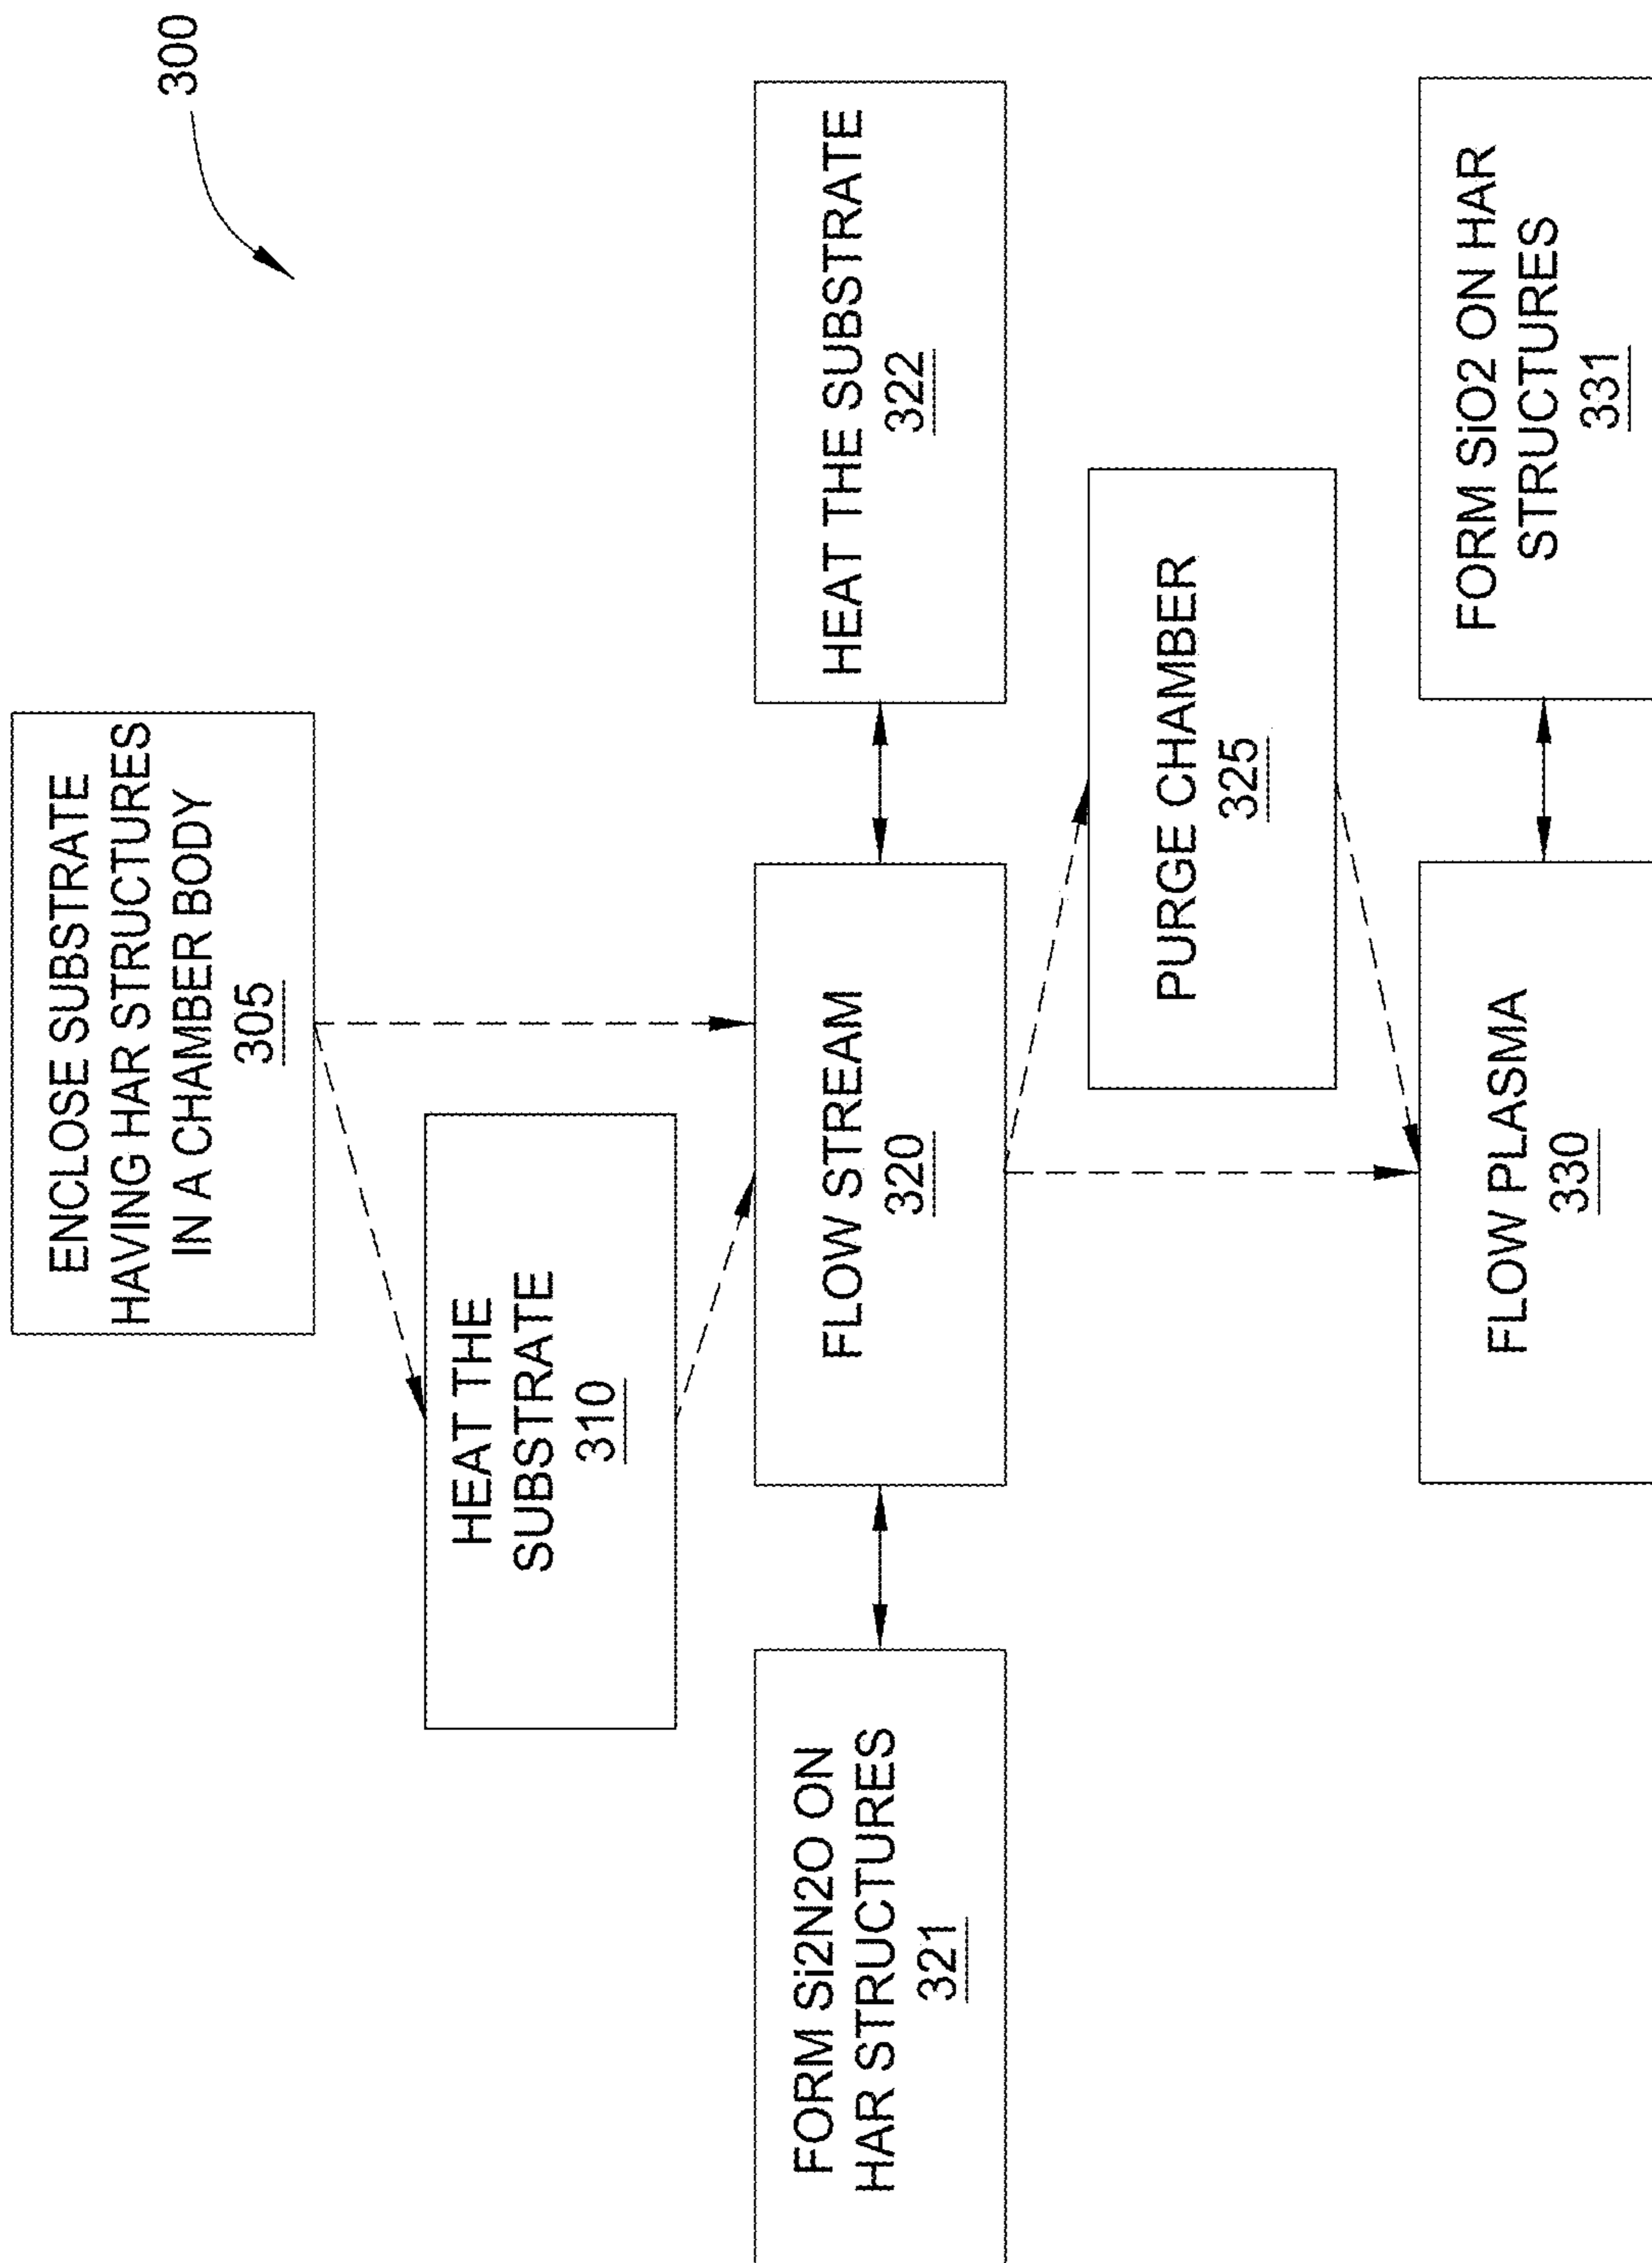 300
ENCLOSE SUBSTRATE
HAVING HAR STRUCTURES
IN A CHAMBER BODY
305
HEAT THE
SUBSTRATE
310
FORM Si2N2O ON
HAR STRUCTURES
321
FLOW STREAM
320
HEAT THE SUBSTRATE
322
PURGE CHAMBER
325
FLOW PLASMA
330
FORM SiO2 ON HAR
STRUCTURES
331